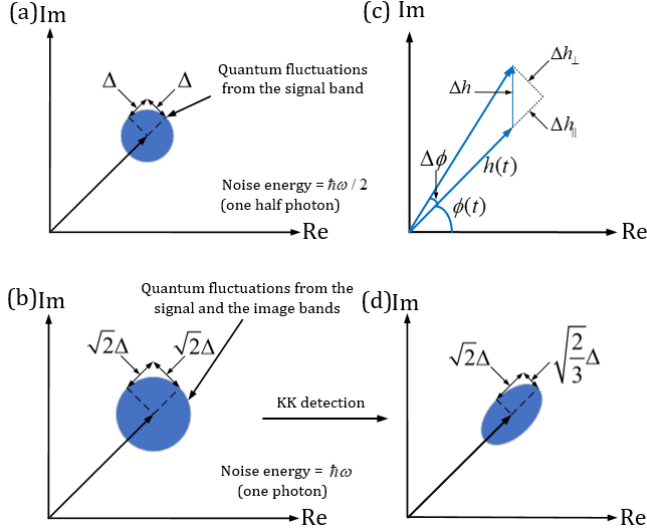 (a) Im
Δ Δ
Quantum fluctuations
from the signal band
Noise energy = ℏω / 2
(one half photon)
Re
(c) Im
Δh⊥
Δh
Δh∥
Δϕ
h(t)
ϕ(t)
Re
(b) Im
Quantum fluctuations from the
signal and the image bands
√2Δ √2Δ
KK detection
Noise energy = ℏω
(one photon)
Re
(d) Im
√2Δ √(2/3)Δ
Re